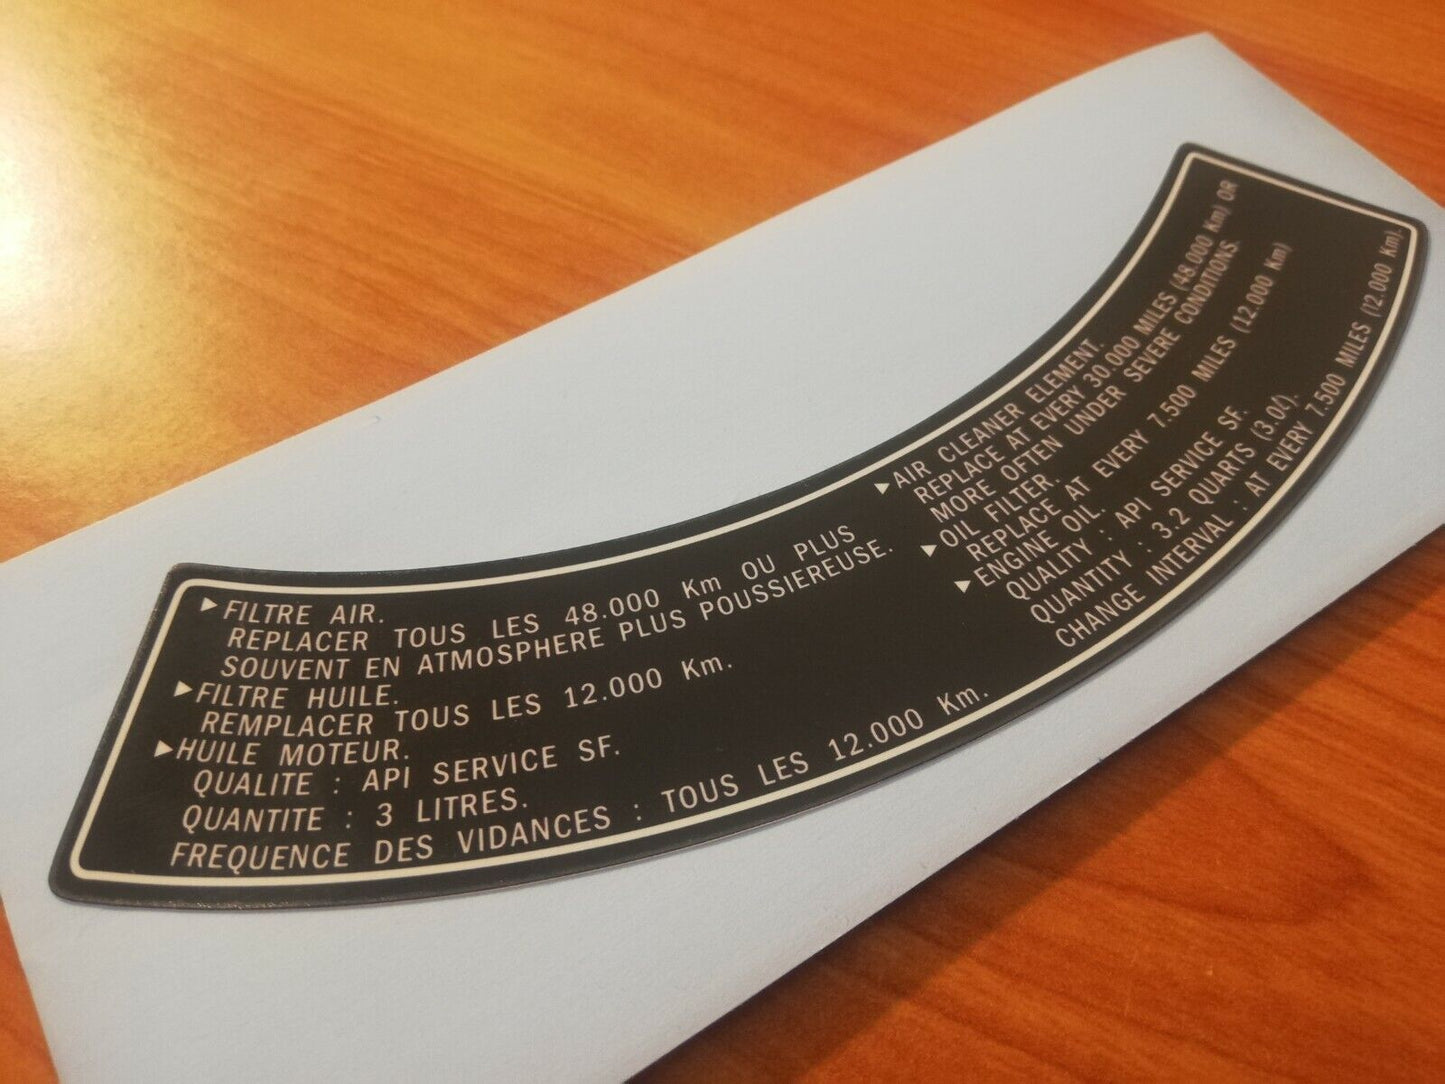 ▶FILTRE AIR.
REPLACER TOUS LES 48.000 Km OU PLUS
SOUVENT EN ATMOSPHERE PLUS POUSSIEREUSE.
▶FILTRE HUILE.
REMPLACER TOUS LES 12.000 Km.
▶HUILE MOTEUR.
QUALITE : API SERVICE SF.
QUANTITE : 3 LITRES.
FREQUENCE DES VIDANCES : TOUS LES 12.000 Km.
▶AIR CLEANER ELEMENT.
REPLACE AT EVERY 30.000 MILES (48.000 Km) OR
MORE OFTEN UNDER SEVERE CONDITIONS.
▶OIL FILTER.
REPLACE AT EVERY 7.500 MILES (12.000 Km)
▶ENGINE OIL.
QUALITY : API SERVICE SF.
QUANTITY : 3.2 QUARTS (3.0ℓ).
CHANGE INTERVAL : AT EVERY 7.500 MILES (12.000 Km).